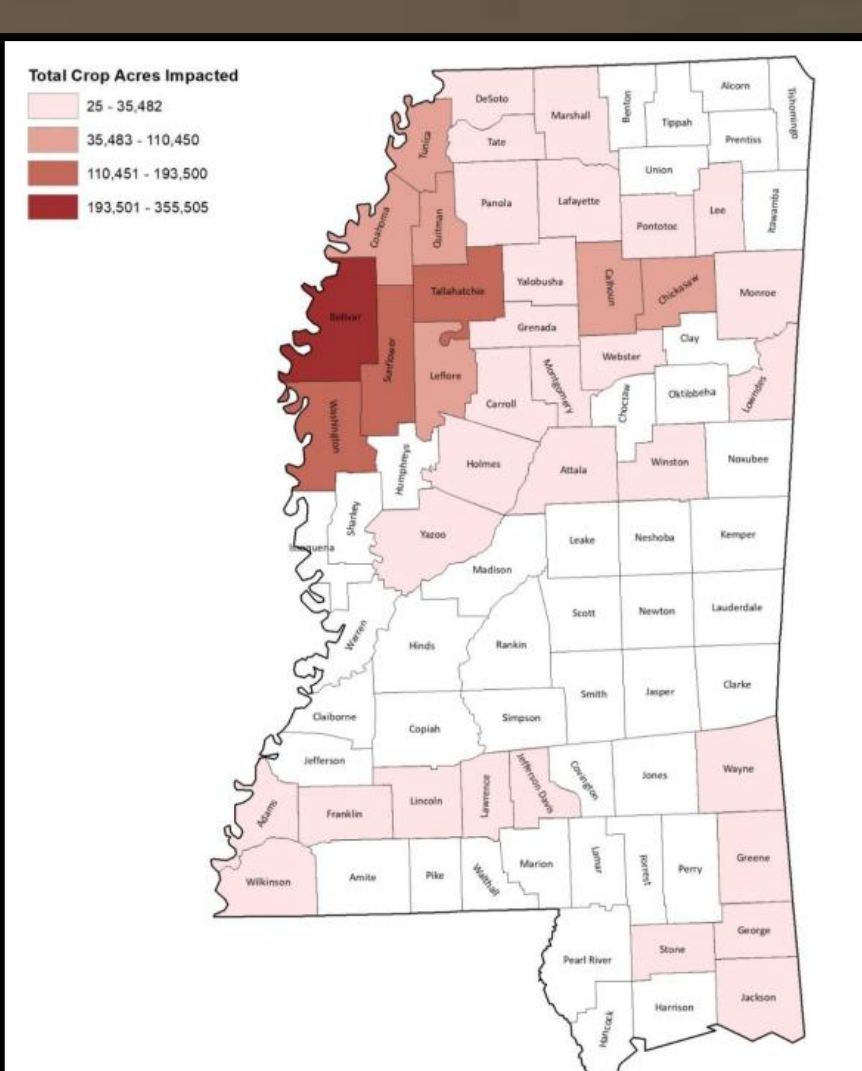 Total Crop Acres Impacted
25 - 35,482
35,483 - 110,450
110,451 - 193,500
193,501 - 355,505
DeSoto
Marshall
Benton
Alcorn
Tishomingo
Tippah
Tunica
Tate
Prentiss
Union
Panola
Lafayette
Itawamba
Coahoma
Quitman
Pontotoc
Lee
Yalobusha
Calhoun
Chickasaw
Monroe
Tallahatchie
Bolivar
Grenada
Clay
Sunflower
Webster
Leflore
Montgomery
Choctaw
Oktibbeha
Lowndes
Carroll
Washington
Humphreys
Holmes
Attala
Winston
Noxubee
Sharkey
Yazoo
Leake
Neshoba
Kemper
Issaquena
Madison
Scott
Newton
Lauderdale
Warren
Hinds
Rankin
Smith
Jasper
Clarke
Claiborne
Copiah
Simpson
Jefferson
Jefferson Davis
Covington
Jones
Wayne
Adams
Franklin
Lincoln
Lawrence
Wilkinson
Amite
Pike
Walthall
Marion
Lamar
Forrest
Perry
Greene
Pearl River
Stone
George
Hancock
Harrison
Jackson